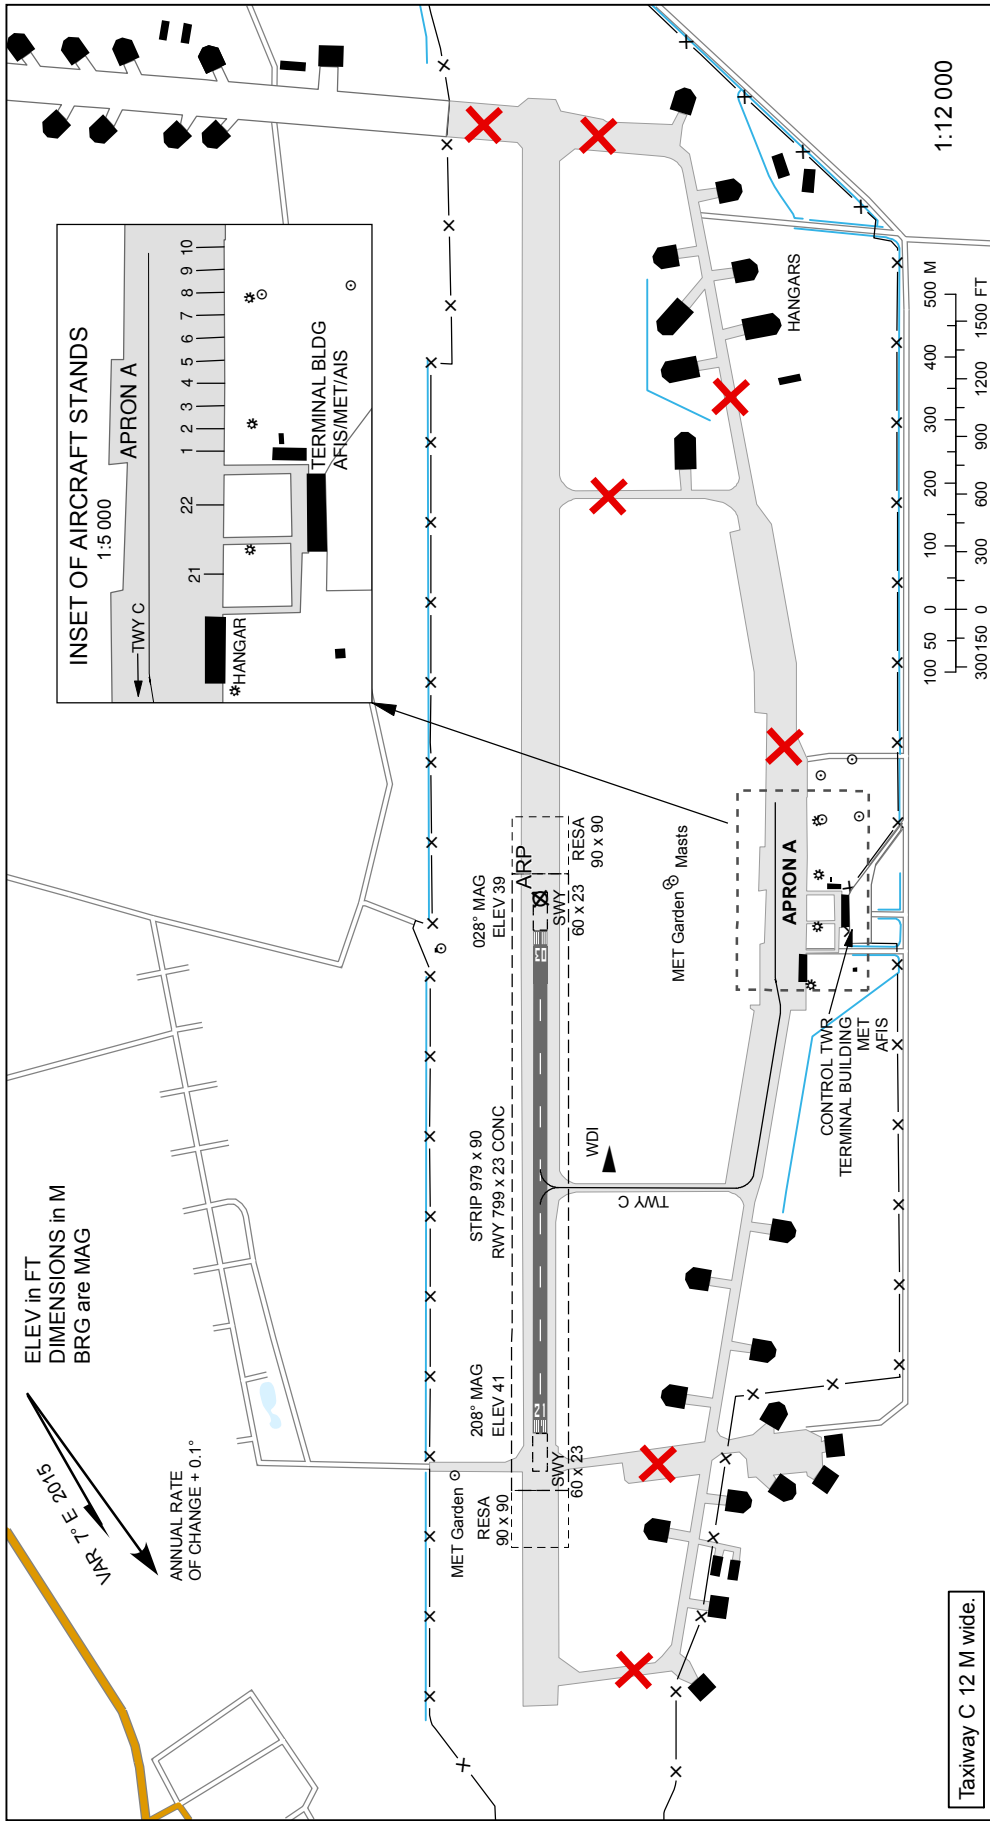 ELEV in FT
DIMENSIONS in M
BRG are MAG
VAR 7° E 2015
ANNUAL RATE
OF CHANGE + 0.1°
INSET OF AIRCRAFT STANDS
1:5 000
TWY C
APRON A
21
22
1
2
3
4
5
6
7
8
9
10
HANGAR
TERMINAL BLDG
AFIS/MET/AIS
208° MAG
ELEV 41
STRIP 979 x 90
RWY 799 x 23 CONC
028° MAG
ELEV 39
ARP
MET Garden
RESA
90 x 90
SWY
60 x 23
21
03
SWY
60 x 23
RESA
90 x 90
WDI
TWY C
MET Garden
Masts
APRON A
CONTROL TWR
TERMINAL BUILDING
MET
AFIS
HANGARS
1:12 000
100 50 0 100 200 300 400 500 M
300 150 0 300 600 900 1200 1500 FT
Taxiway C 12 M wide.